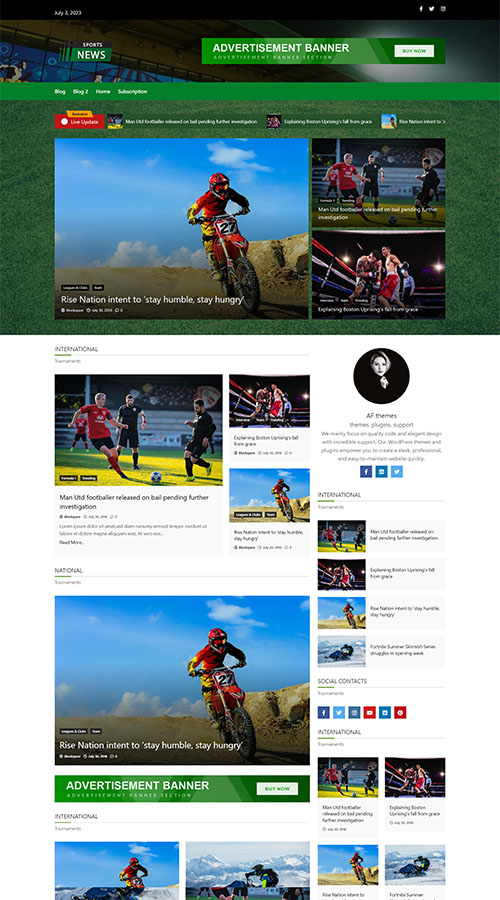 July 3, 2023
SPORTS
NEWS
ADVERTISEMENT BANNER
ADVERTISEMENT BANNER SECTION
BUY NOW
Blog Blog 2 Home Subscription
Exclusive
Live Update
Man Utd footballer released on bail pending further investigation
Explaining Boston Uprising's fall from grace
Rise Nation intent to 's
27
Leagues & Clubs Team
Rise Nation intent to 'stay humble, stay hungry'
Blockspare July 30, 2018 0
Formula 1 Trending
Man Utd footballer released on bail pending further
investigation
Interview Team Trending
Explaining Boston Uprising's fall from grace
INTERNATIONAL
Tournaments
Formula 1 Trending
Man Utd footballer released on bail pending further
investigation
Blockspare July 30, 2018 0
Lorem ipsum dolor sit amet,sed diam nonumy eirmod tempor invidunt ut
labore et dolore magna aliquyam erat. At vero eos...
Read More..
Interview Team
Trending
Explaining Boston Uprising's fall
from grace
Blockspare July 30, 2018 0
Leagues & Clubs Team
Rise Nation intent to 'stay humble,
stay hungry'
Blockspare July 30, 2018 0
AF themes
themes. plugins. support
We mainly focus on quality code and elegant design
with incredible support. Our WordPress themes and
plugins empower you to create a sleek, professional,
and easy-to-maintain website quickly.
INTERNATIONAL
Tournaments
Man Utd footballer released on
bail pending further investigation
Explaining Boston Uprising's fall
from grace
Rise Nation intent to 'stay humble,
stay hungry'
Fortnite Summer Skirmish Series
struggles in opening week
NATIONAL
Tournaments
27
Leagues & Clubs Team
Rise Nation intent to 'stay humble, stay hungry'
Blockspare July 30, 2018 0
ADVERTISEMENT BANNER
ADVERTISEMENT BANNER SECTION
BUY NOW
INTERNATIONAL
Tournaments
SOCIAL CONTACTS
Tournaments
INTERNATIONAL
Tournaments
Man Utd footballer
released on bail
pending further
investigation
July 30, 2018
Explaining Boston
Uprising's fall from
grace
July 30, 2018
Rise Nation intent to
Fortnite Summer